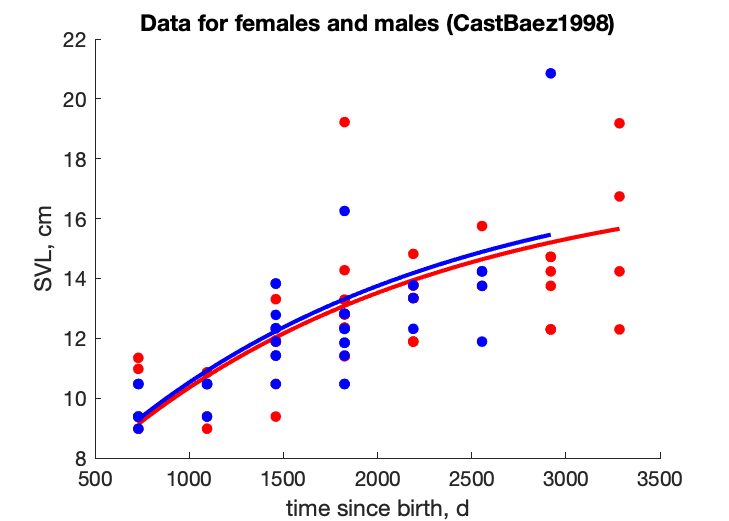 Data for females and males (CastBaez1998)
22
20
18
16
14
12
10
8
SVL, cm
500 1000 1500 2000 2500 3000 3500
time since birth, d